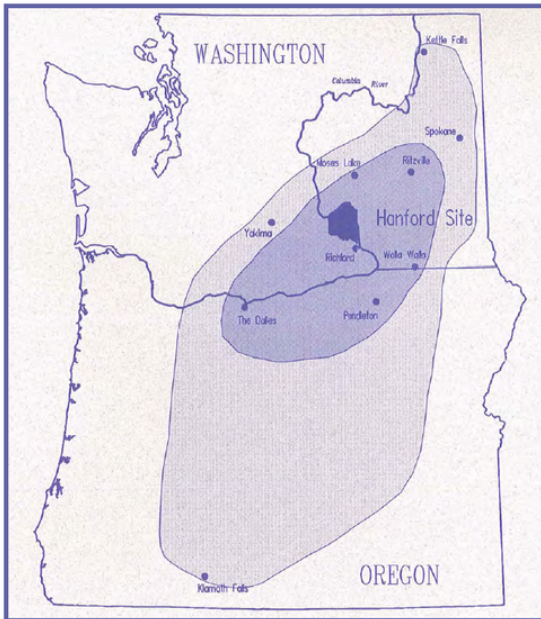 WASHINGTON
Kettle Falls
Columbia River
Spokane
Moses Lake
Ritzville
Hanford Site
Yakima
Richland
Walla Walla
The Dalles
Pendleton
Klamath Falls
OREGON